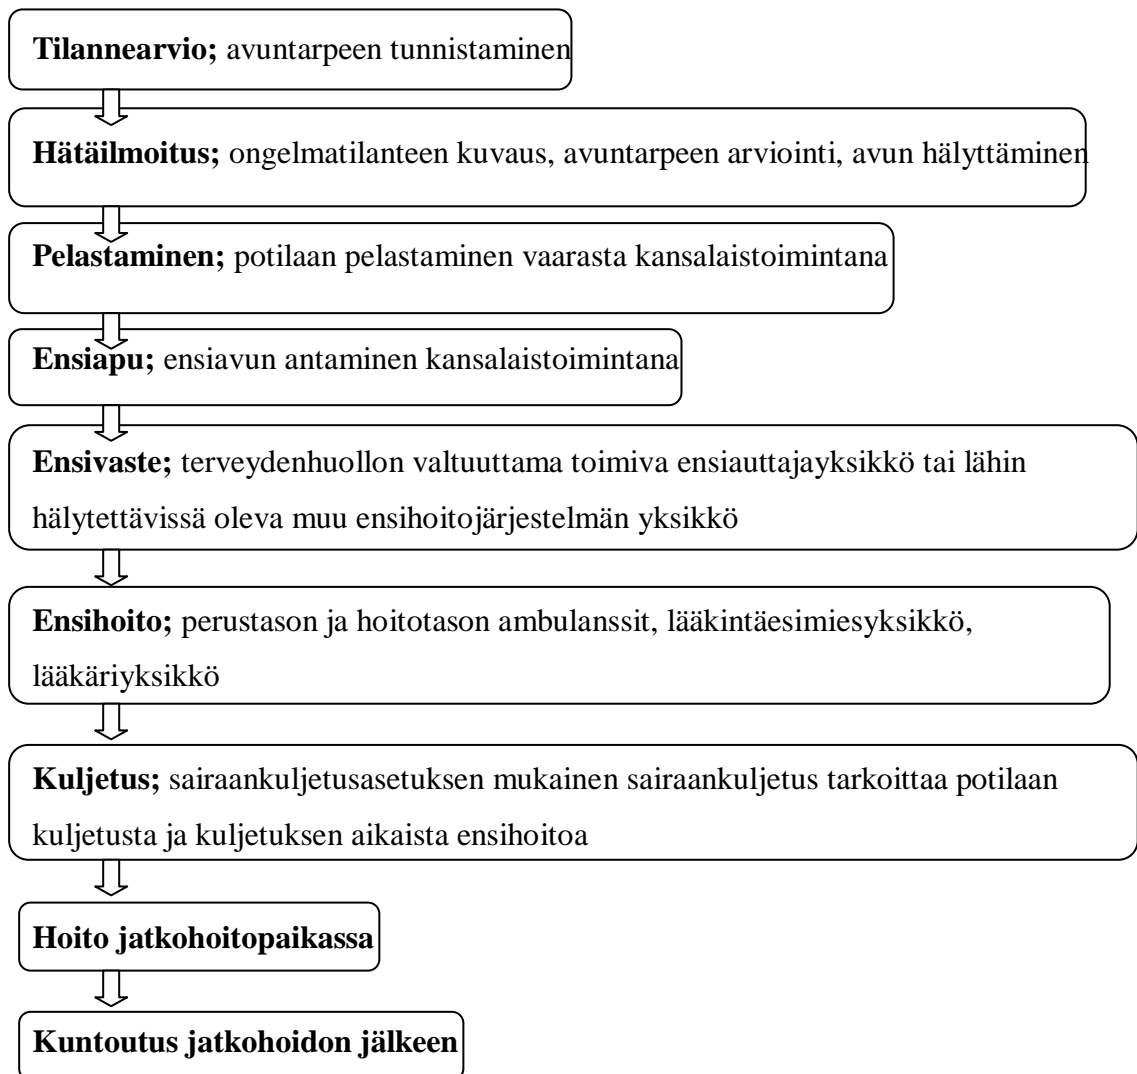 Tilannearvio; avuntarpeen tunnistaminen
Hätäilmoitus; ongelmatilanteen kuvaus, avuntarpeen arviointi, avun hälyttäminen
Pelastaminen; potilaan pelastaminen vaarasta kansalaistoimintana
Ensiapu; ensiavun antaminen kansalaistoimintana
Ensivaste; terveydenhuollon valtuuttama toimiva ensiauttajayksikkö tai lähin
hälytettävissä oleva muu ensihoitojärjestelmän yksikkö
Ensihoito; perustason ja hoitotason ambulanssit, lääkintäesimiesyksikkö,
lääkäriyksikkö
Kuljetus; sairaankuljetusasetuksen mukainen sairaankuljetus tarkoittaa potilaan
kuljetusta ja kuljetuksen aikaista ensihoitoa
Hoito jatkohoitopaikassa
Kuntoutus jatkohoidon jälkeen